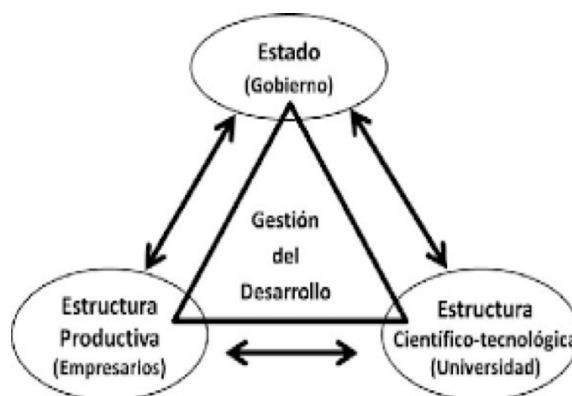 Estado
(Gobierno)
Gestión
del
Desarrollo
Estructura
Productiva
(Empresarios)
Estructura
Científico-tecnológica
(Universidad)